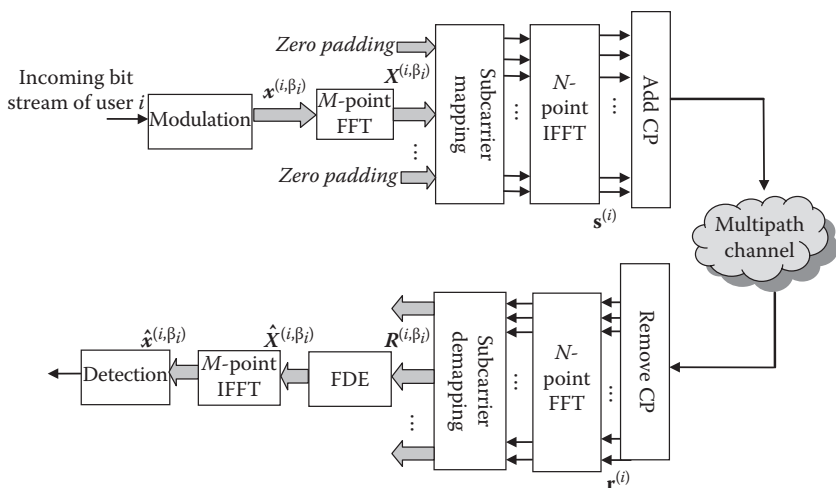 Zero padding
Incoming bit
stream of user i
x^{(i,β_i)}
X^{(i,β_i)}
Modulation
M-point
FFT
...
Zero padding
Subcarrier
mapping
...
N-
point
IFFT
...
s^{(i)}
Add CP
Multipath
channel
Remove CP
...
r^{(i)}
N-
point
FFT
...
Subcarrier
demapping
R^{(i,β_i)}
...
FDE
X̂^{(i,β_i)}
M-point
IFFT
x̂^{(i,β_i)}
Detection